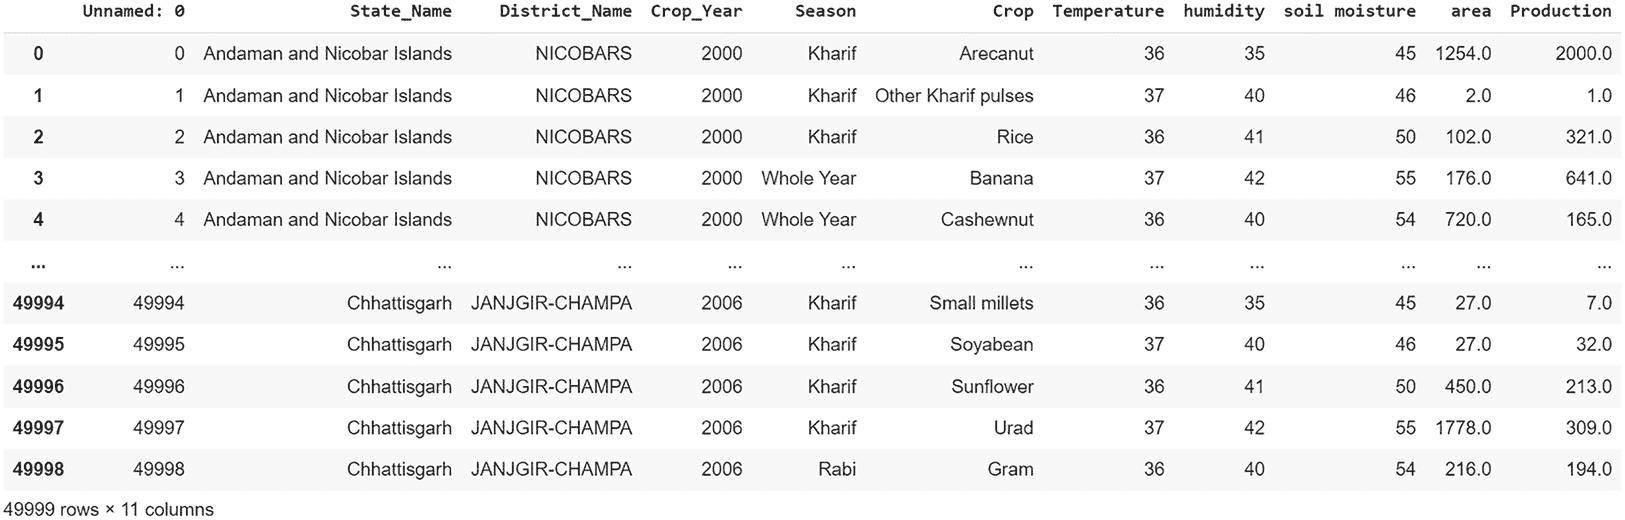 Unnamed: 0 State_Name District_Name Crop_Year Season Crop Temperature humidity soil moisture area Production
0 0 Andaman and Nicobar Islands NICOBARS 2000 Kharif Arecanut 36 35 45 1254.0 2000.0
1 1 Andaman and Nicobar Islands NICOBARS 2000 Kharif Other Kharif pulses 37 40 46 2.0 1.0
2 2 Andaman and Nicobar Islands NICOBARS 2000 Kharif Rice 36 41 50 102.0 321.0
3 3 Andaman and Nicobar Islands NICOBARS 2000 Whole Year Banana 37 42 55 176.0 641.0
4 4 Andaman and Nicobar Islands NICOBARS 2000 Whole Year Cashewnut 36 40 54 720.0 165.0
... ... ... ... ... ... ... ... ... ... ... ...
49994 49994 Chhattisgarh JANJGIR-CHAMPA 2006 Kharif Small millets 36 35 45 27.0 7.0
49995 49995 Chhattisgarh JANJGIR-CHAMPA 2006 Kharif Soyabean 37 40 46 27.0 32.0
49996 49996 Chhattisgarh JANJGIR-CHAMPA 2006 Kharif Sunflower 36 41 50 450.0 213.0
49997 49997 Chhattisgarh JANJGIR-CHAMPA 2006 Kharif Urad 37 42 55 1778.0 309.0
49998 49998 Chhattisgarh JANJGIR-CHAMPA 2006 Rabi Gram 36 40 54 216.0 194.0
49999 rows × 11 columns